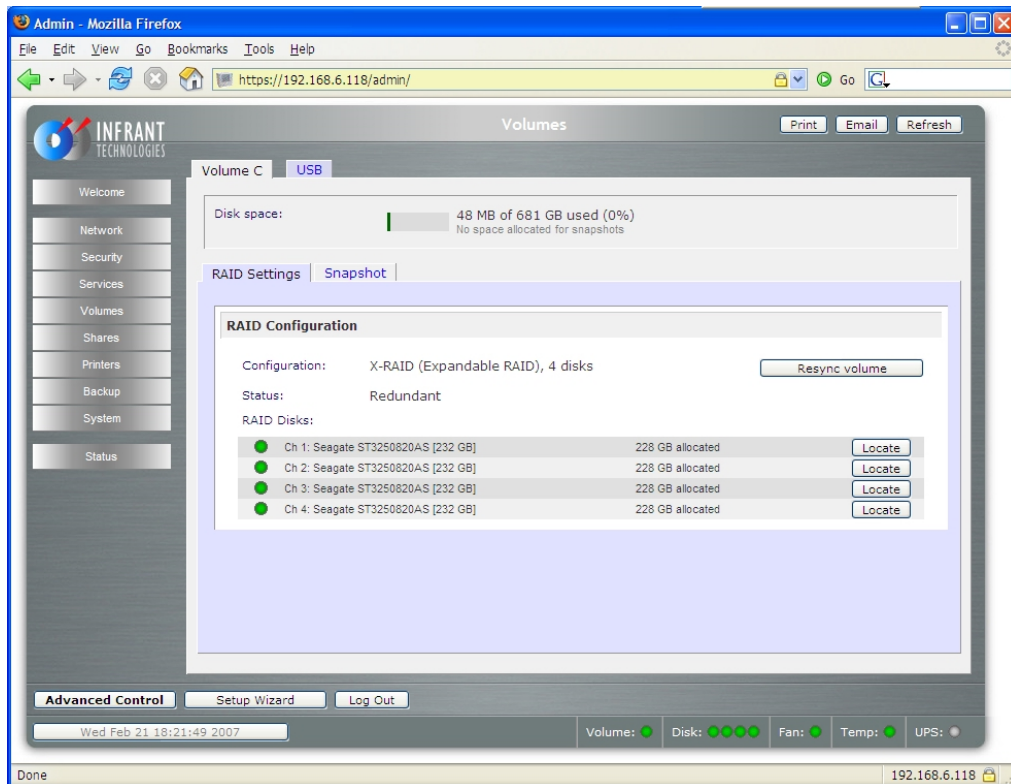 Admin - Mozilla Firefox
File Edit View Go Bookmarks Tools Help
https://192.168.6.118/admin/
Go
G
INFRANT
TECHNOLOGIES
Volumes
Print Email Refresh
Welcome
Network
Security
Services
Volumes
Shares
Printers
Backup
System
Status
Volume C USB
Disk space: 48 MB of 681 GB used (0%)
No space allocated for snapshots
RAID Settings Snapshot
RAID Configuration
Configuration: X-RAID (Expandable RAID), 4 disks Resync volume
Status: Redundant
RAID Disks:
Ch 1: Seagate ST3250820AS [232 GB] 228 GB allocated Locate
Ch 2: Seagate ST3250820AS [232 GB] 228 GB allocated Locate
Ch 3: Seagate ST3250820AS [232 GB] 228 GB allocated Locate
Ch 4: Seagate ST3250820AS [232 GB] 228 GB allocated Locate
Advanced Control Setup Wizard Log Out
Wed Feb 21 18:21:49 2007 Volume: Disk: Fan: Temp: UPS:
Done 192.168.6.118